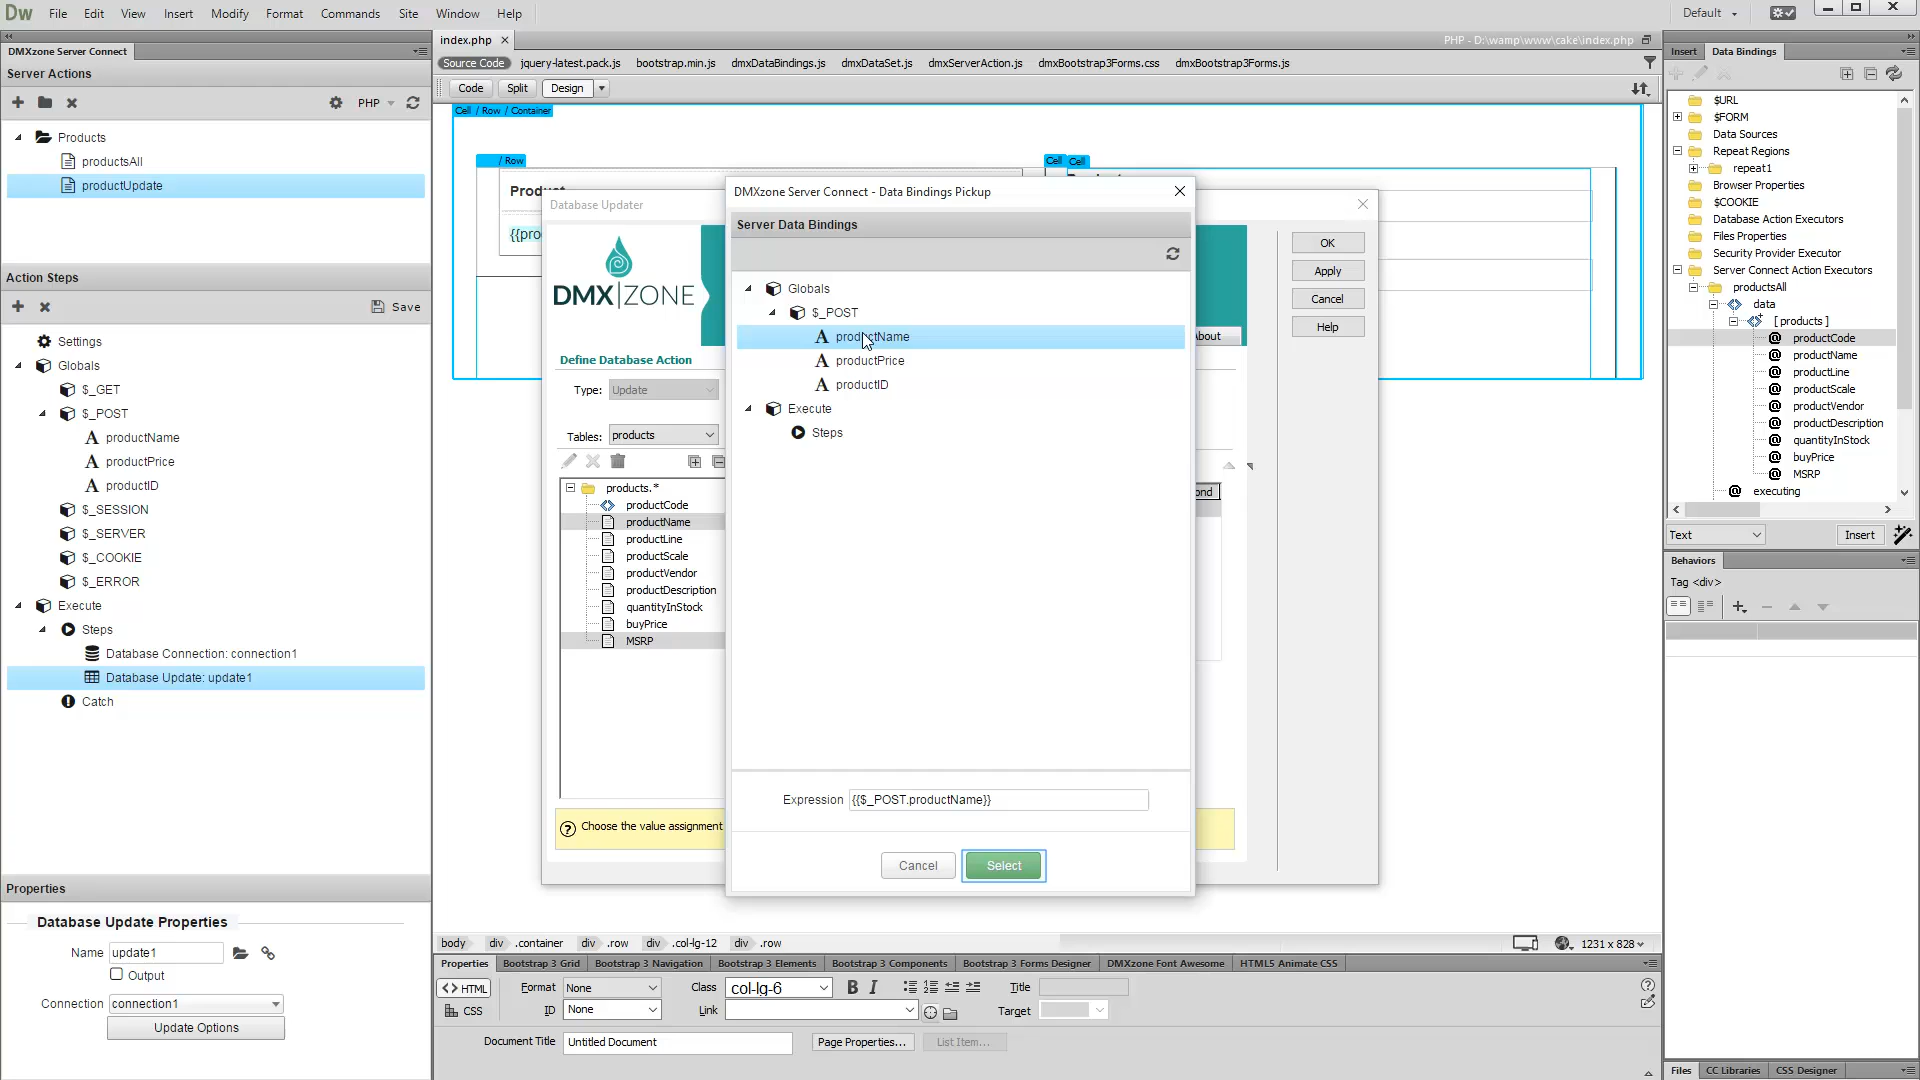 Dw File Edit View Insert Modify Format Commands Site Window Help Default
DMXzone Server Connect
Server Actions
PHP
Products
productsAll
productUpdate
Action Steps
Save
Settings
Globals
$_GET
$_POST
productName
productPrice
productID
$_SESSION
$_SERVER
$_COOKIE
$_ERROR
Execute
Steps
Database Connection: connection1
Database Update: update1
Catch
Properties
Database Update Properties
Name update1
Output
Connection connection1
Update Options
index.php PHP - D:\wamp\www\cake\index.php
Source Code jquery-latest.pack.js bootstrap.min.js dmxDataBindings.js dmxDataSet.js dmxServerAction.js dmxBootstrap3Forms.css dmxBootstrap3Forms.js
Code Split Design
Cell / Row / Container
/ Row Cell Cell
Product
{{pro
Database Updater
DMX|ZONE
About
Define Database Action
Type: Update
Tables: products
products.*
productCode
productName
productLine
productScale
productVendor
productDescription
quantityInStock
buyPrice
MSRP
ond
Choose the value assignment
OK
Apply
Cancel
Help
DMXzone Server Connect - Data Bindings Pickup
Server Data Bindings
Globals
$_POST
productName
productPrice
productID
Execute
Steps
Expression {{$_POST.productName}}
Cancel Select
body div .container div .row div .col-lg-12 div .row 1231 x 828
Properties Bootstrap 3 Grid Bootstrap 3 Navigation Bootstrap 3 Elements Bootstrap 3 Components Bootstrap 3 Forms Designer DMXzone Font Awesome HTML5 Animate CSS
<> HTML Format None Class col-lg-6 B I Title
CSS ID None Link Target
Document Title Untitled Document Page Properties... List Item...
Insert Data Bindings
$URL
$FORM
Data Sources
Repeat Regions
repeat1
Browser Properties
$COOKIE
Database Action Executors
Files Properties
Security Provider Executor
Server Connect Action Executors
productsAll
data
[ products ]
productCode
productName
productLine
productScale
productVendor
productDescription
quantityInStock
buyPrice
MSRP
executing
Text Insert
Behaviors
Tag <div>
Files CC Libraries CSS Designer